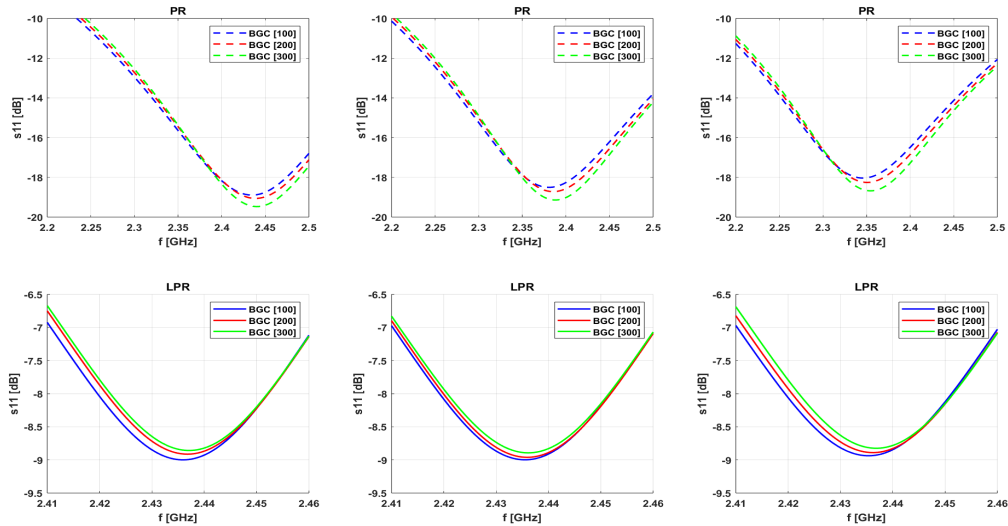 PR
-10
-12
-14
-16
-18
-20
s11 [dB]
BGC [100]
BGC [200]
BGC [300]
2.2 2.25 2.3 2.35 2.4 2.45 2.5
f [GHz]
PR
-10
-12
-14
-16
-18
-20
s11 [dB]
BGC [100]
BGC [200]
BGC [300]
2.2 2.25 2.3 2.35 2.4 2.45 2.5
f [GHz]
PR
-10
-12
-14
-16
-18
-20
s11 [dB]
BGC [100]
BGC [200]
BGC [300]
2.2 2.25 2.3 2.35 2.4 2.45 2.5
f [GHz]
LPR
-6.5
-7
-7.5
-8
-8.5
-9
-9.5
s11 [dB]
BGC [100]
BGC [200]
BGC [300]
2.41 2.42 2.43 2.44 2.45 2.46
f [GHz]
LPR
-6.5
-7
-7.5
-8
-8.5
-9
-9.5
s11 [dB]
BGC [100]
BGC [200]
BGC [300]
2.41 2.42 2.43 2.44 2.45 2.46
f [GHz]
LPR
-6.5
-7
-7.5
-8
-8.5
-9
-9.5
s11 [dB]
BGC [100]
BGC [200]
BGC [300]
2.41 2.42 2.43 2.44 2.45 2.46
f [GHz]